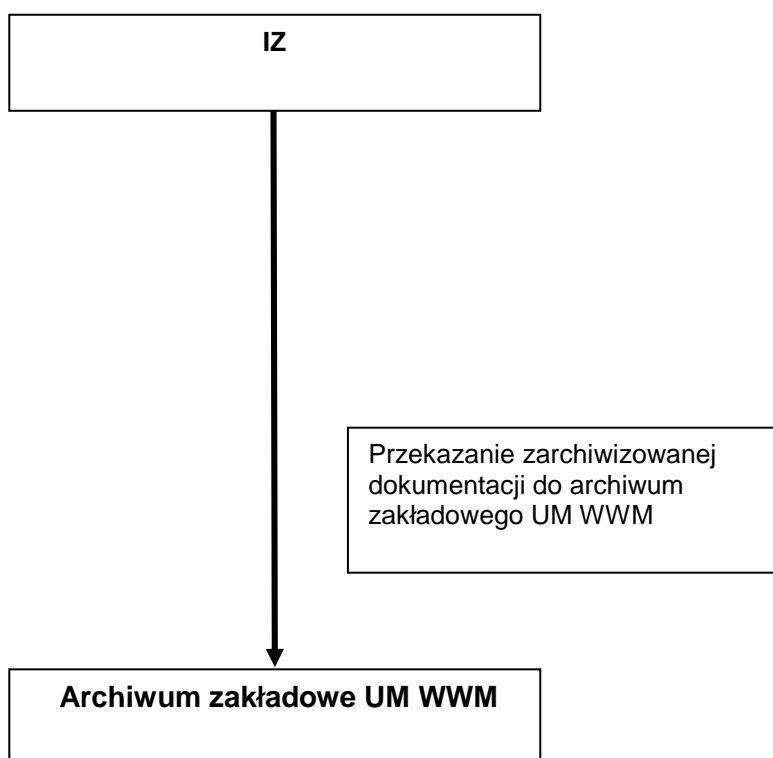 IZ
Przekazanie zarchiwizowanej
dokumentacji do archiwum
zakładowego UM WWM
Archiwum zakładowe UM WWM